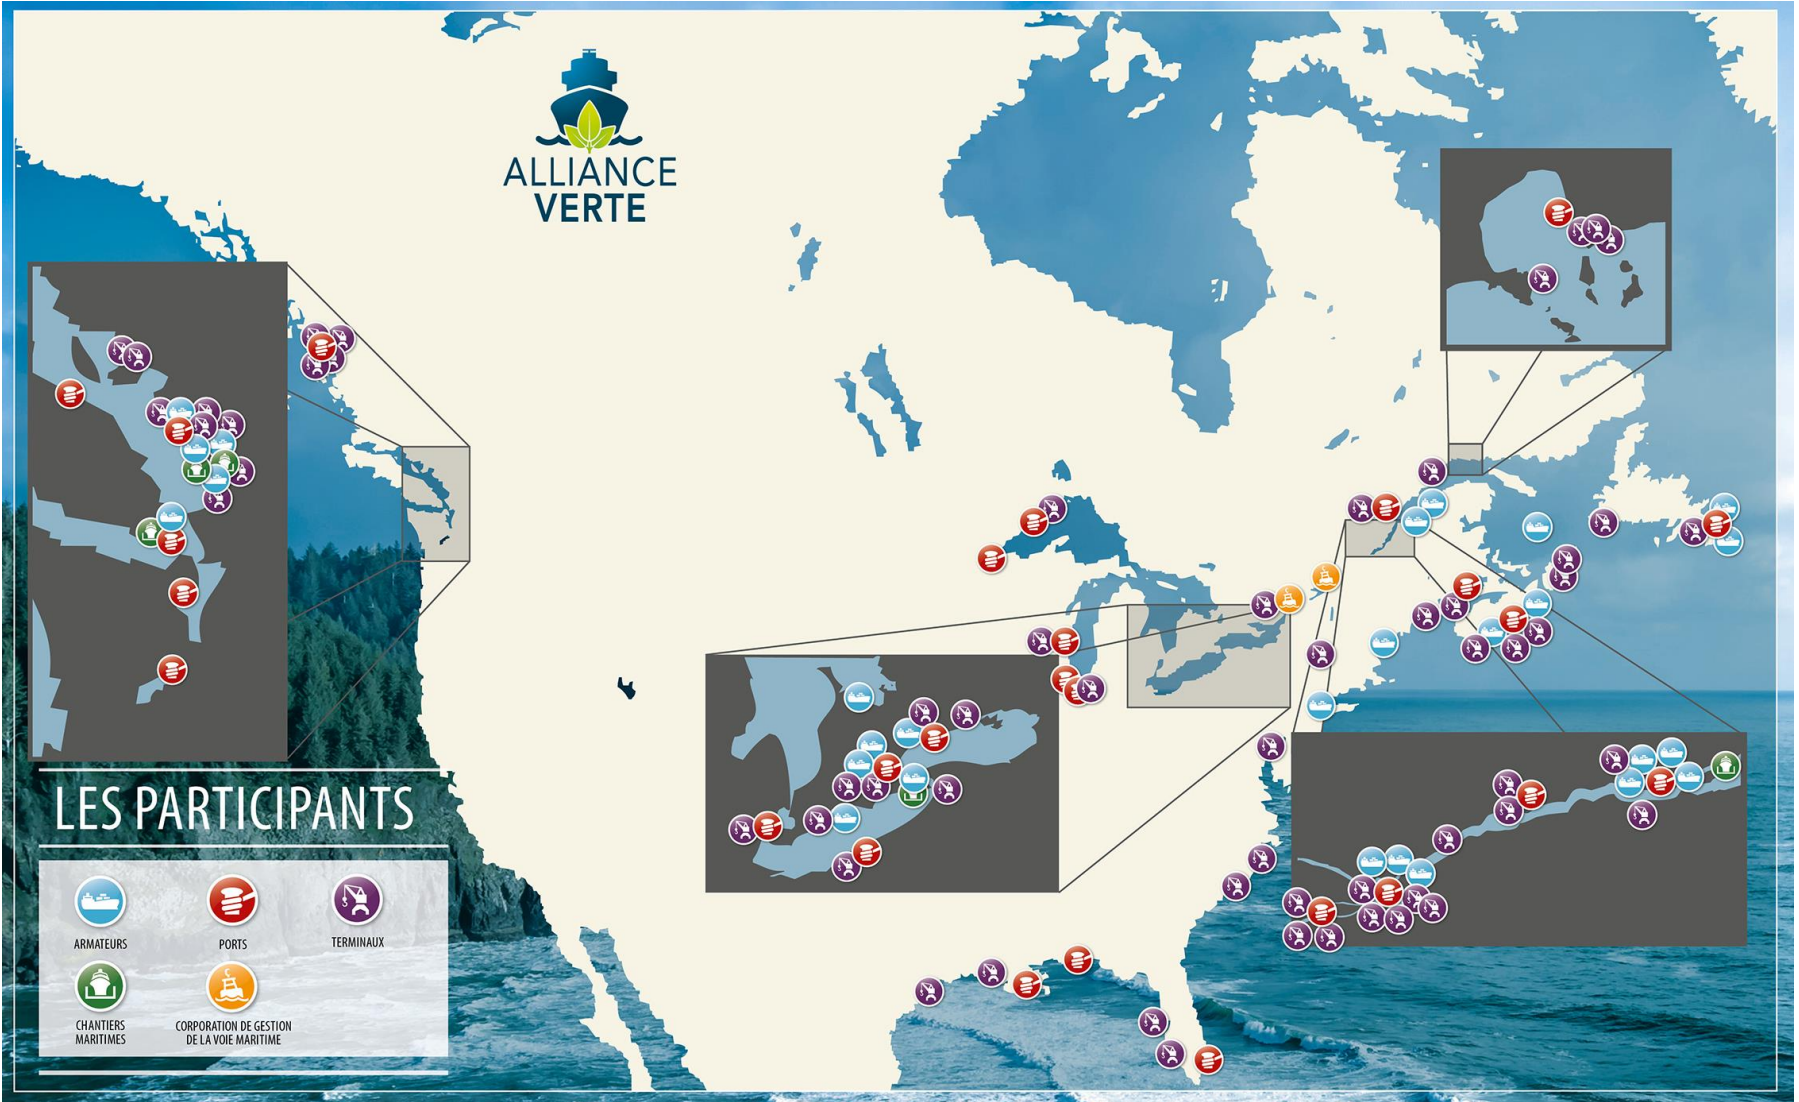 ALLIANCE
VERTE
LES PARTICIPANTS
ARMATEURS
PORTS
TERMINAUX
CHANTIERS
MARITIMES
CORPORATION DE GESTION
DE LA VOIE MARITIME